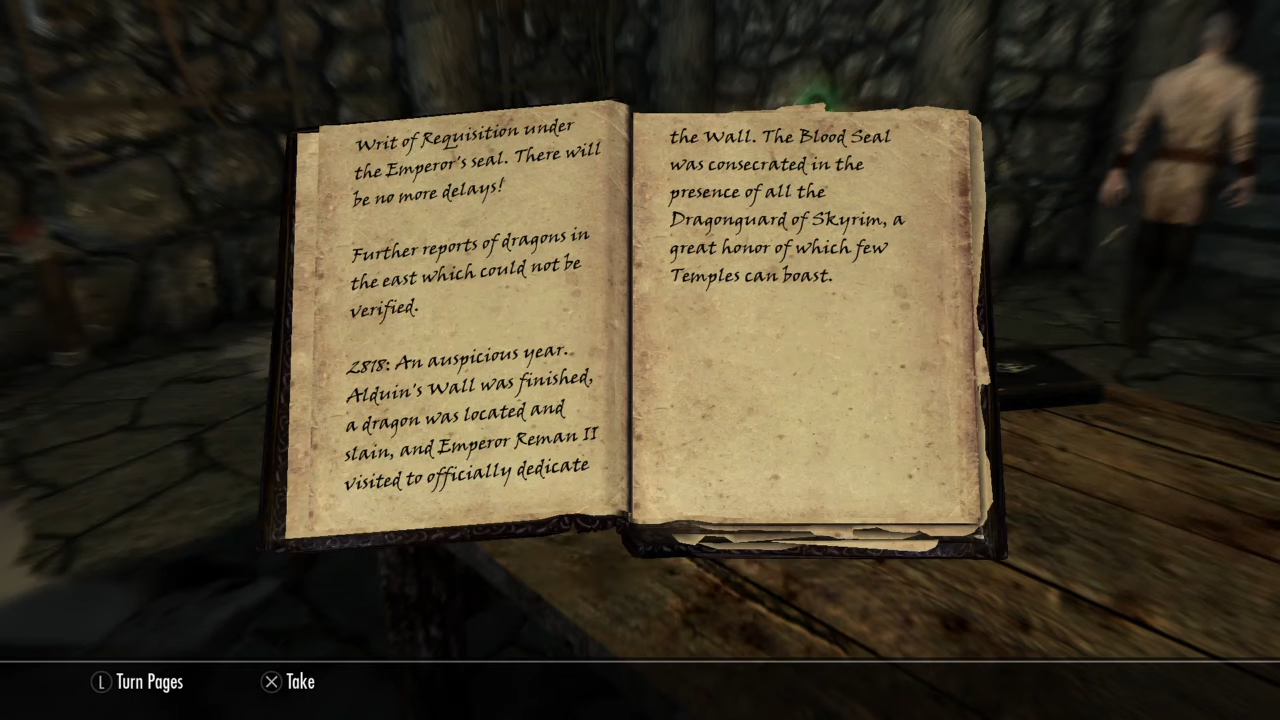 Writ of Requisition under
the Emperor's seal. There will
be no more delays!
Further reports of dragons in
the east which could not be
verified.
2818: An auspicious year.
Alduin's Wall was finished,
a dragon was located and
slain, and Emperor Reman II
visited to officially dedicate
the Wall. The Blood Seal
was consecrated in the
presence of all the
Dragonguard of Skyrim, a
great honor of which few
Temples can boast.
L Turn Pages
X Take